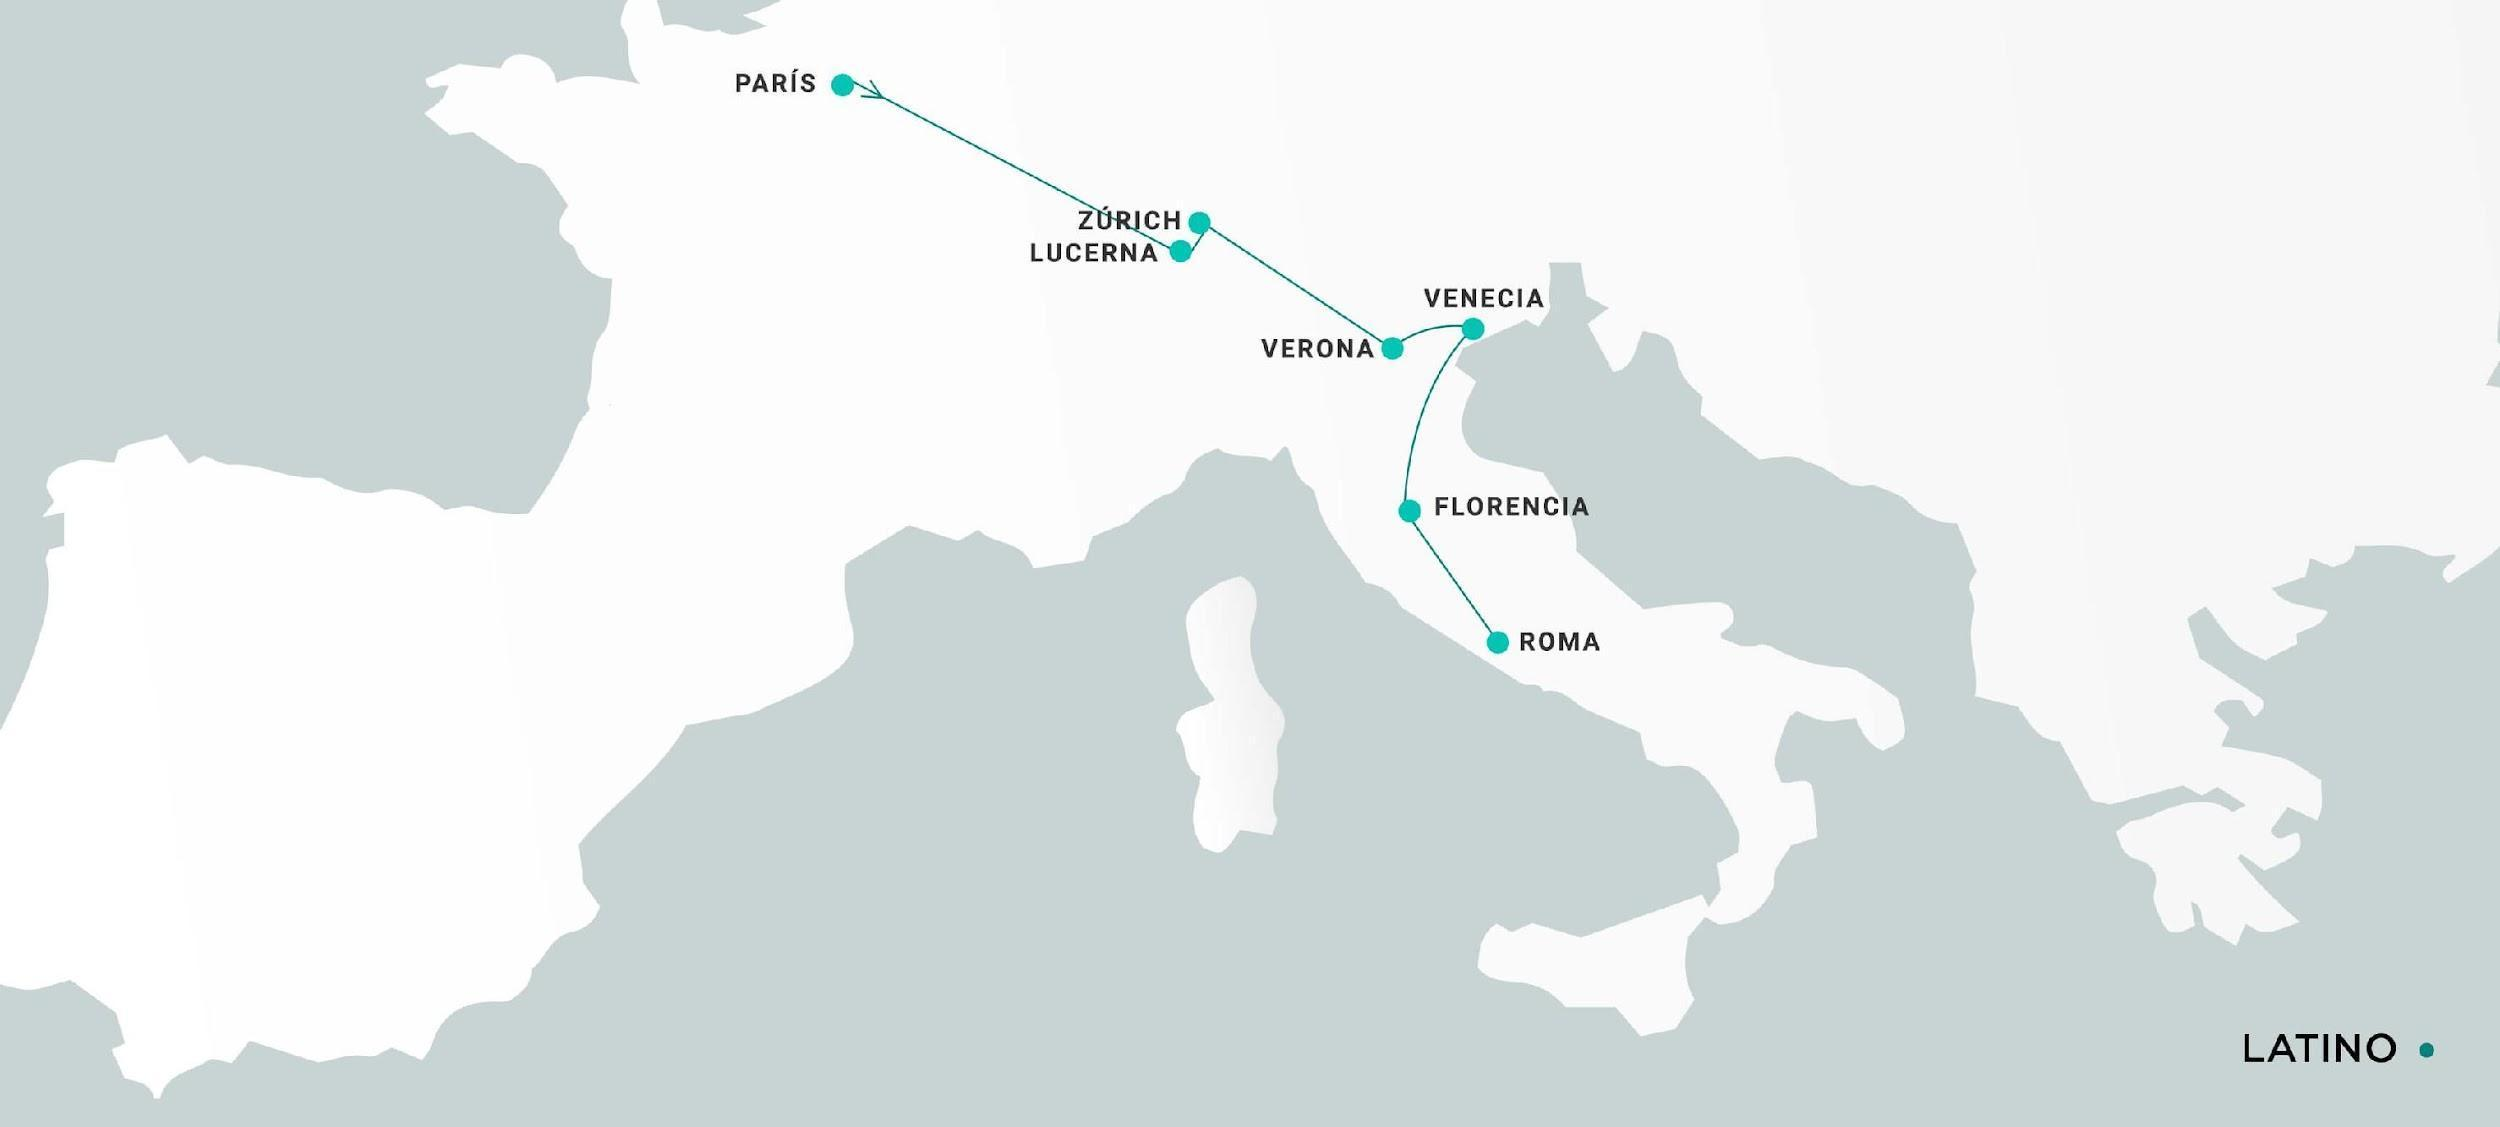 PARÍS
ZÚRICH
LUCERNA
VENECIA
VERONA
FLORENCIA
ROMA
LATINO